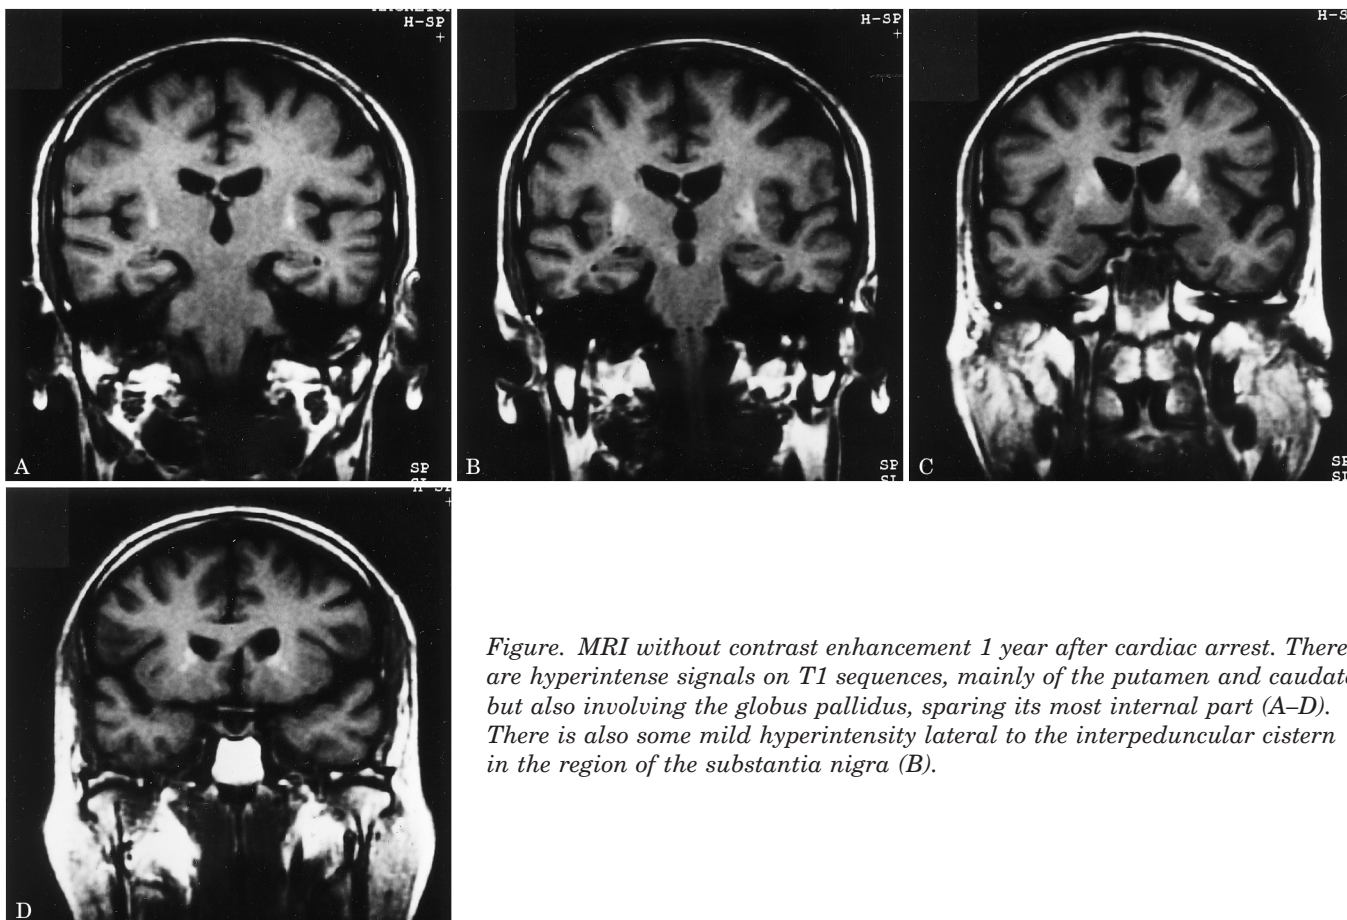 H-SP
+
A
SP
H-SP
+
B
SP
C
D
Figure. MRI without contrast enhancement 1 year after cardiac arrest. There
are hyperintense signals on T1 sequences, mainly of the putamen and caudate
but also involving the globus pallidus, sparing its most internal part (A–D).
There is also some mild hyperintensity lateral to the interpeduncular cistern
in the region of the substantia nigra (B).